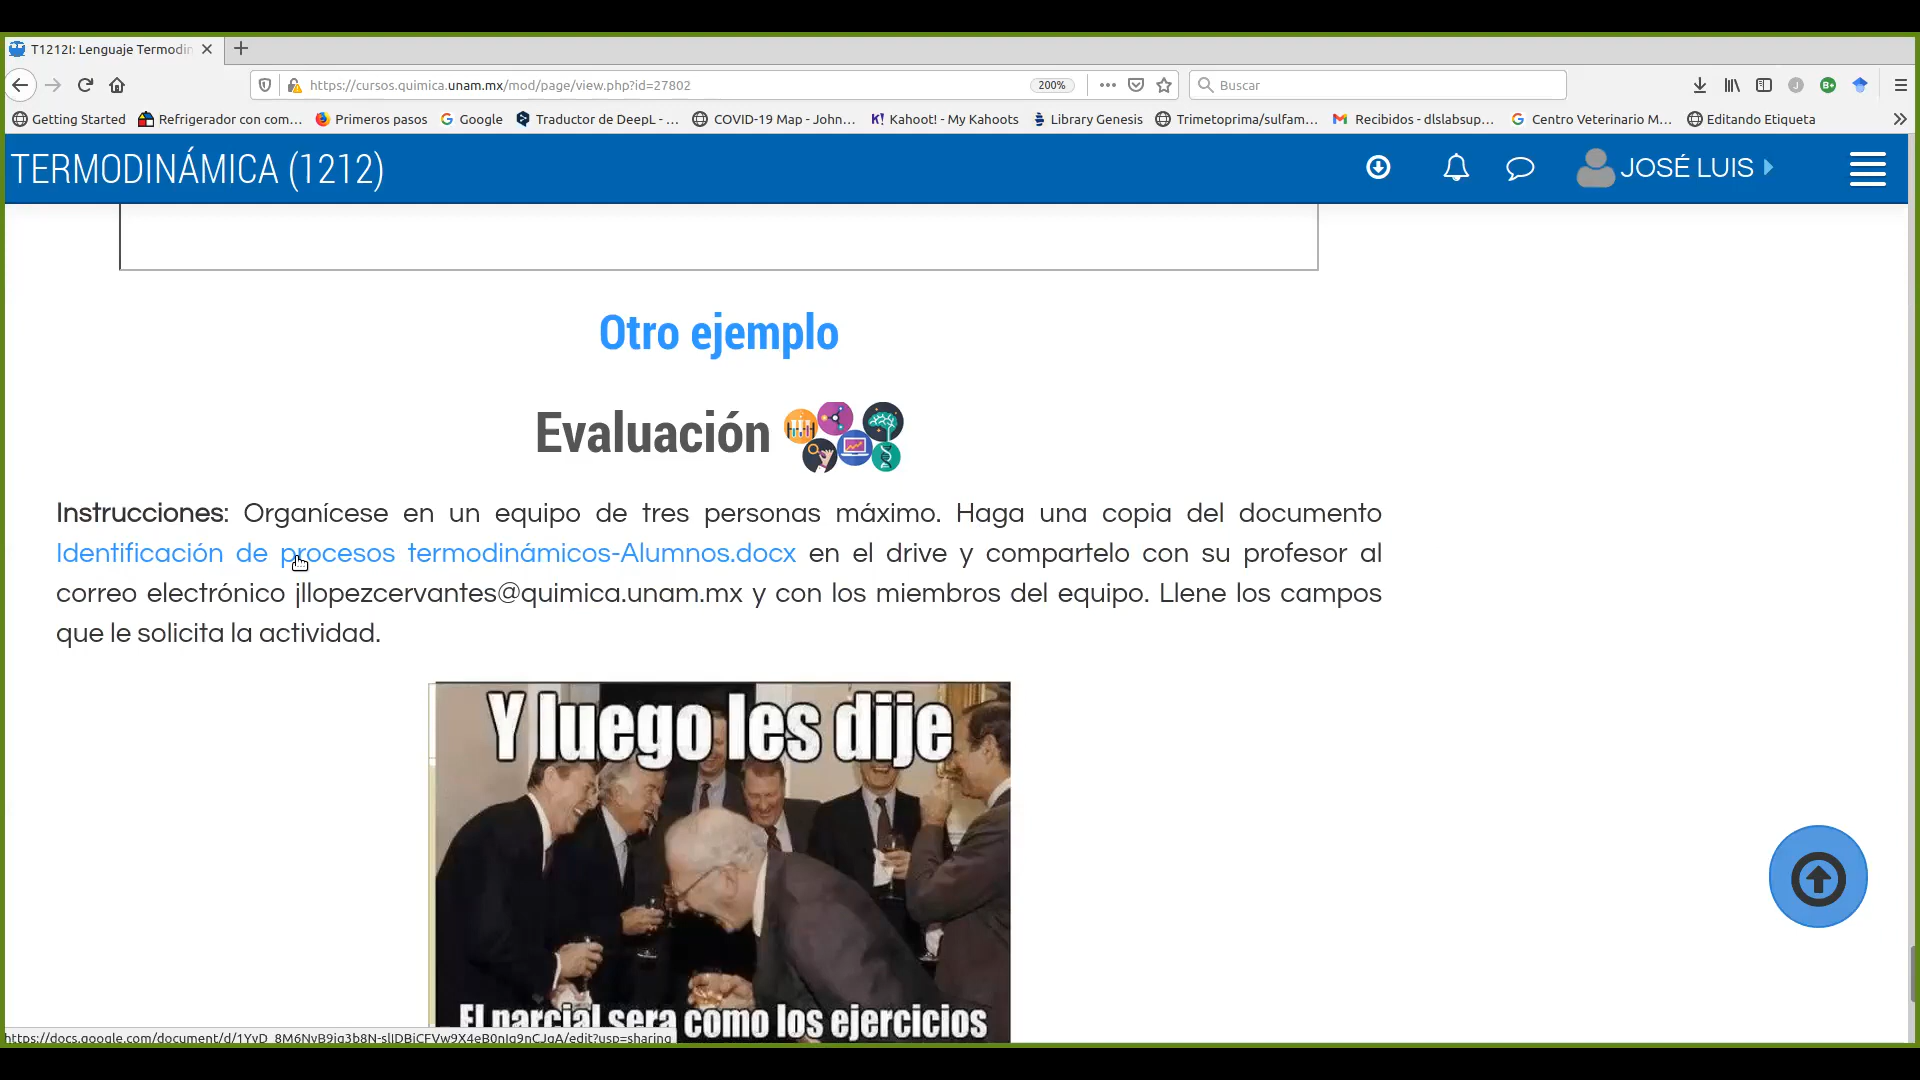 T1212I: Lenguaje Termodin
https://cursos.quimica.unam.mx/mod/page/view.php?id=27802
200%
Buscar
Getting Started
Refrigerador con com…
Primeros pasos
Google
Traductor de DeepL - …
COVID-19 Map - John…
K! Kahoot! - My Kahoots
Library Genesis
Trimetoprima/sulfam…
Recibidos - dlslabsup…
Centro Veterinario M…
Editando Etiqueta
TERMODINÁMICA (1212)
JOSÉ LUIS
Otro ejemplo
Evaluación
Instrucciones: Organícese en un equipo de tres personas máximo. Haga una copia del documento
Identificación de procesos termodinámicos-Alumnos.docx en el drive y compartelo con su profesor al
correo electrónico jllopezcervantes@quimica.unam.mx y con los miembros del equipo. Llene los campos
que le solicita la actividad.
Y luego les dije
El parcial sera como los ejercicios